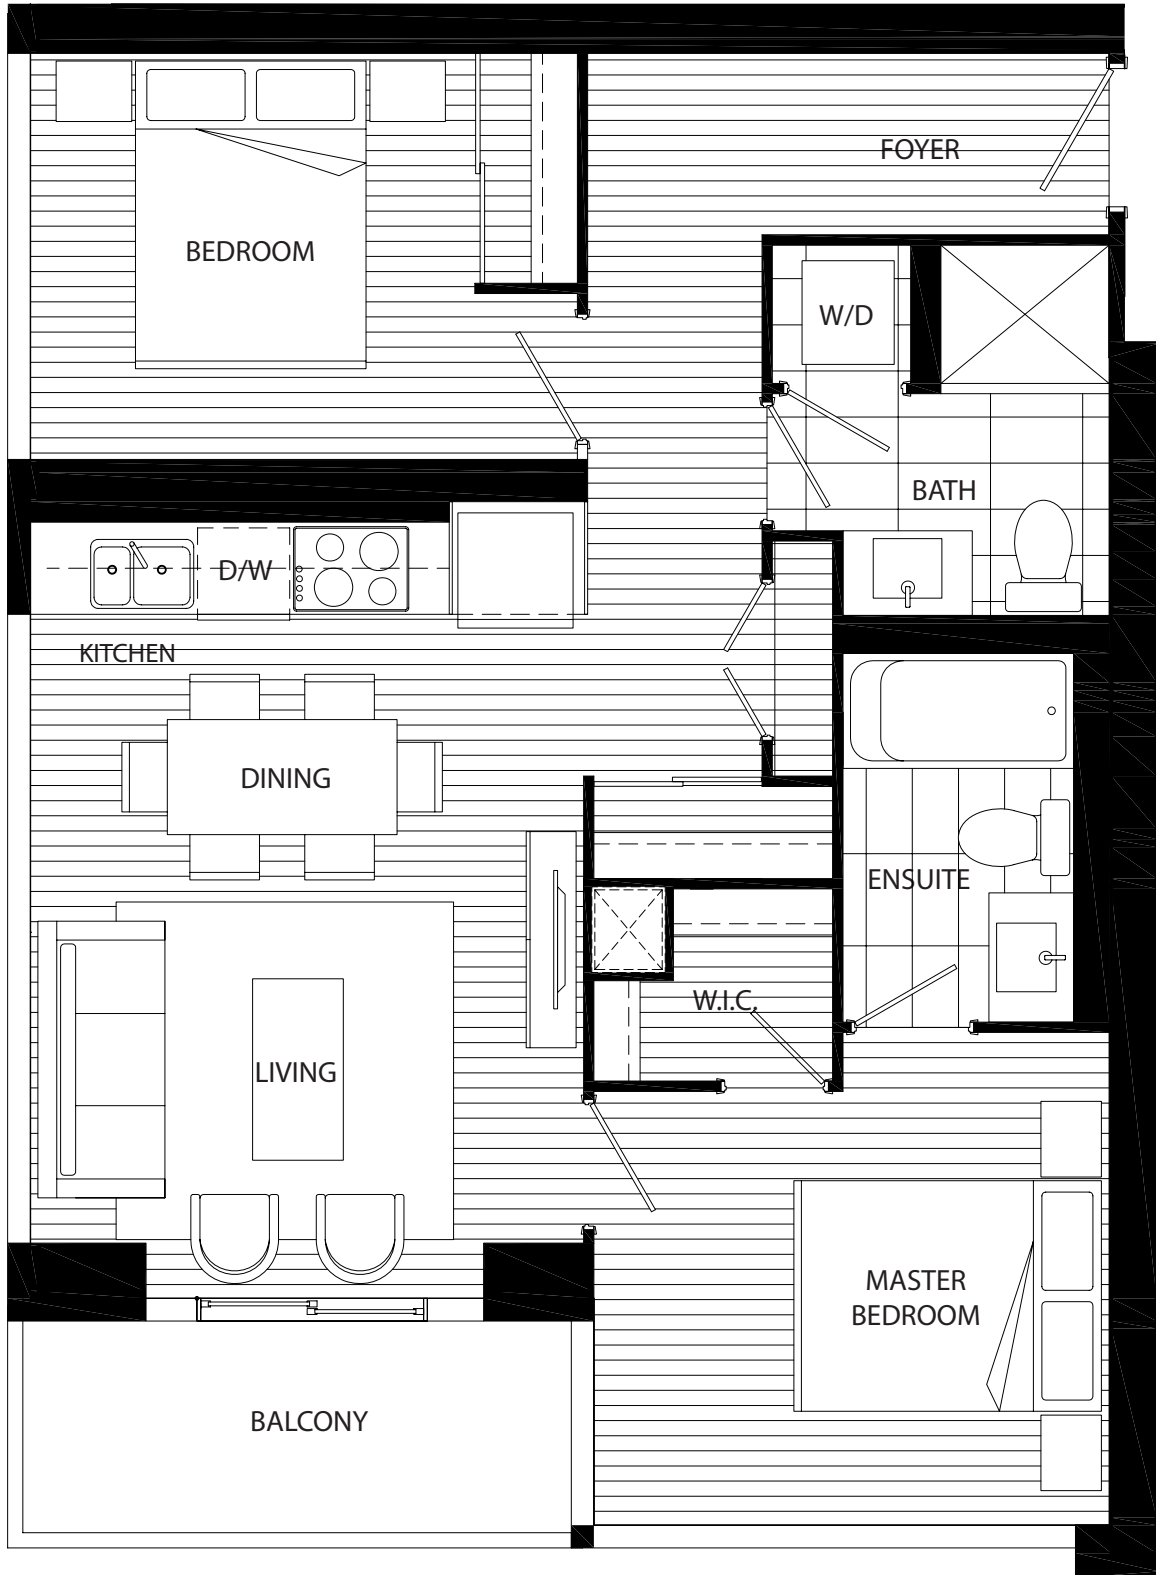 FOYER
BEDROOM
W/D
BATH
D/W
KITCHEN
DINING
ENSUITE
W.I.C.
LIVING
MASTER
BEDROOM
BALCONY